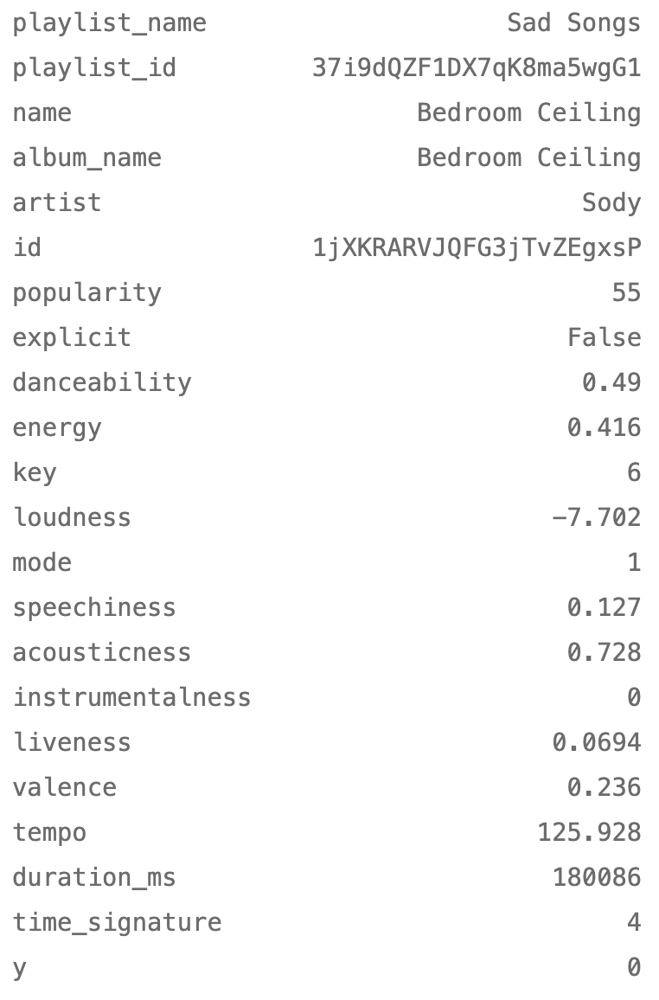 playlist_name Sad Songs
playlist_id 37i9dQZF1DX7qK8ma5wgG1
name Bedroom Ceiling
album_name Bedroom Ceiling
artist Sody
id 1jXKRARVJQFG3jTvZEgxsP
popularity 55
explicit False
danceability 0.49
energy 0.416
key 6
loudness -7.702
mode 1
speechiness 0.127
acousticness 0.728
instrumentalness 0
liveness 0.0694
valence 0.236
tempo 125.928
duration_ms 180086
time_signature 4
y 0